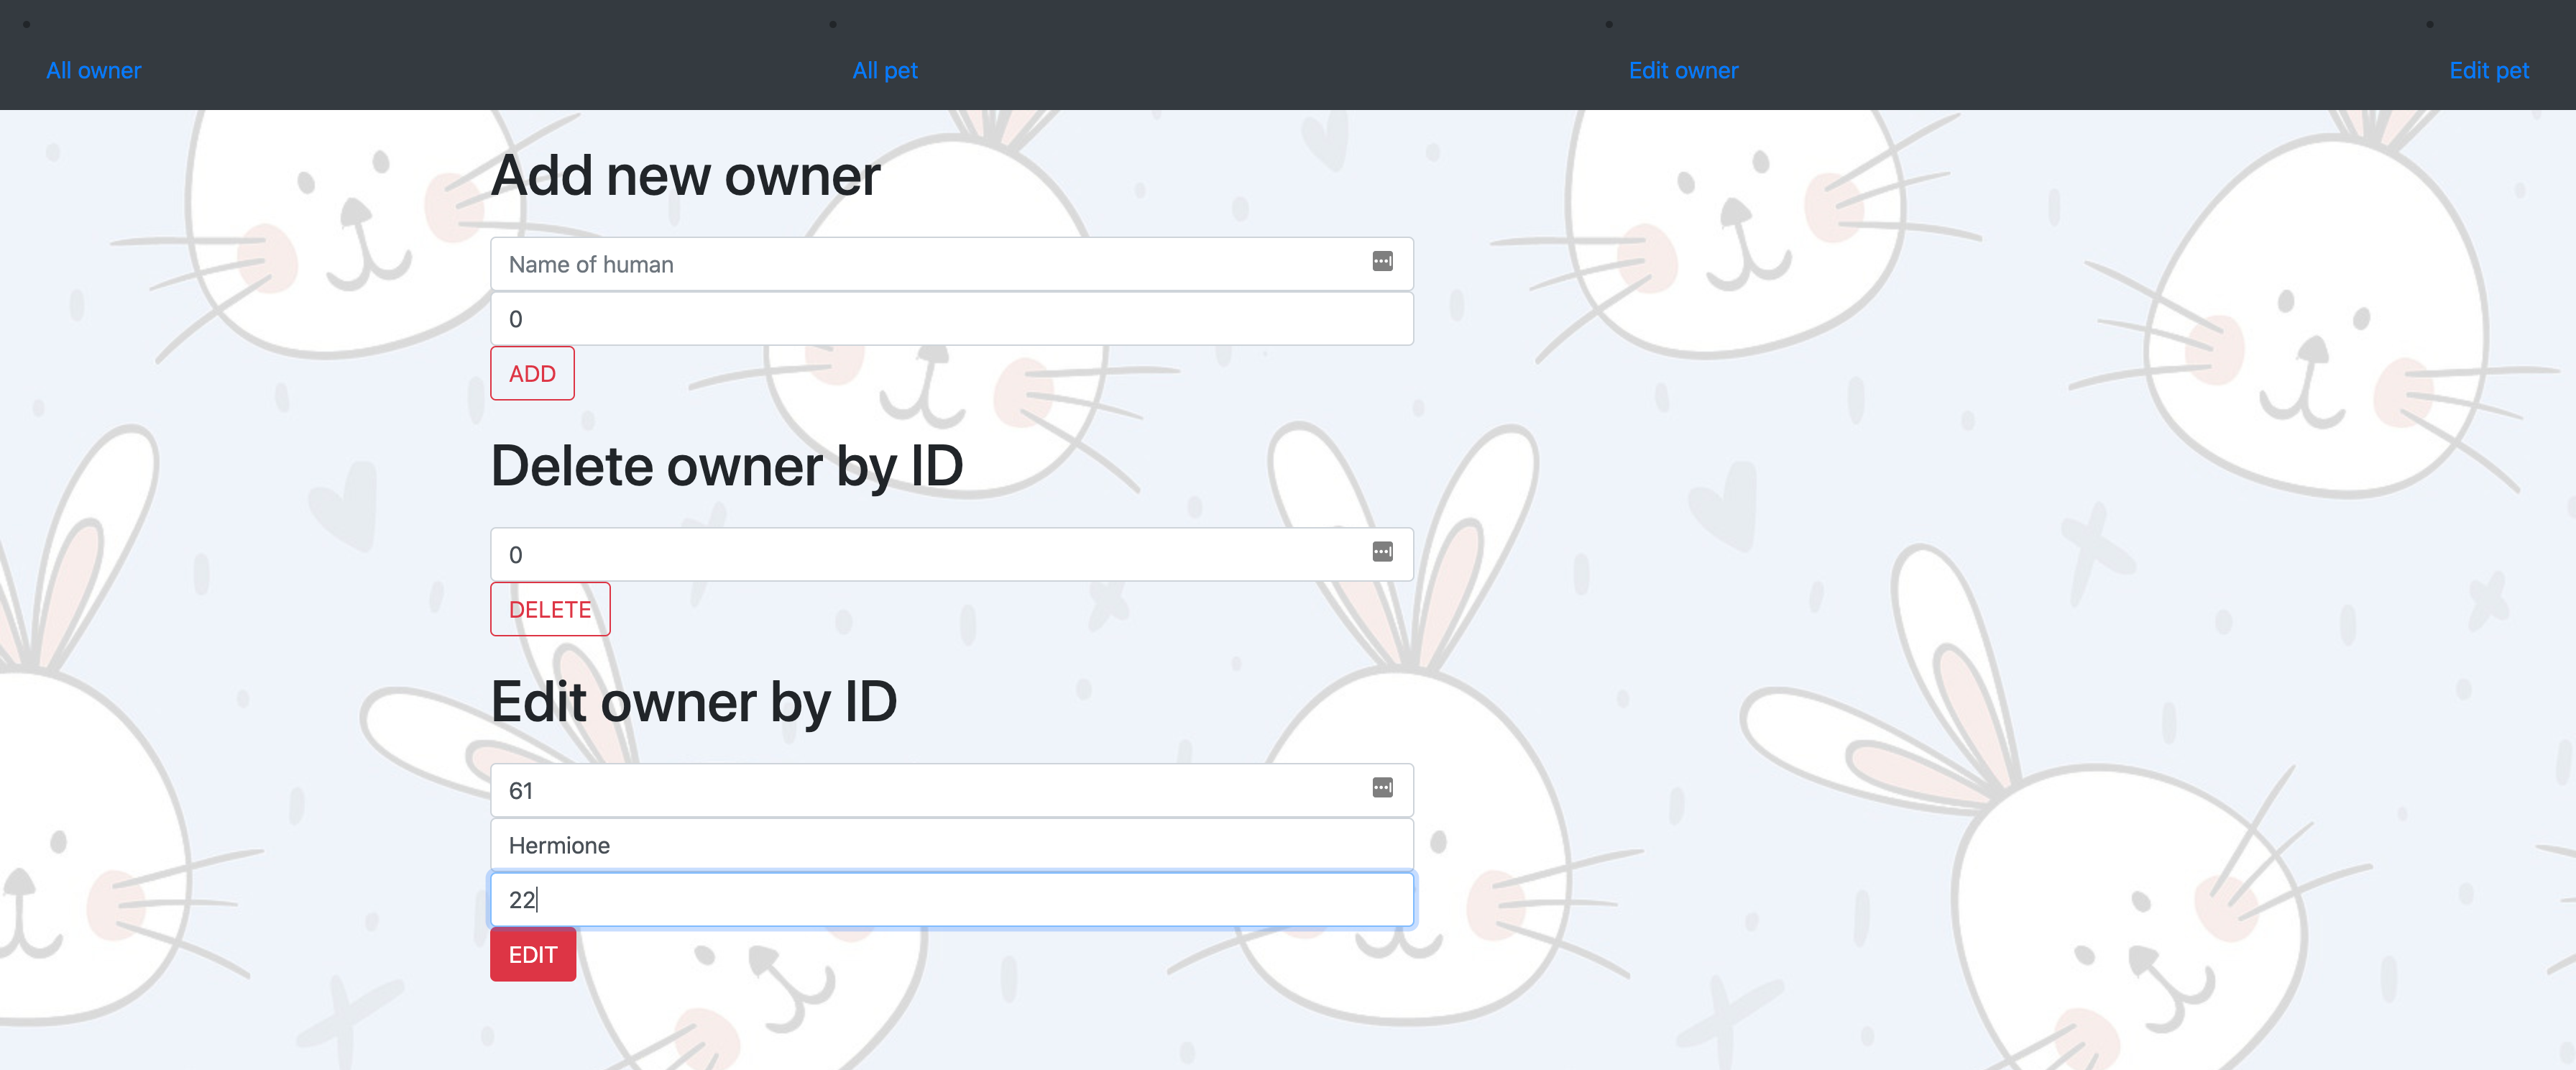 All owner
All pet
Edit owner
Edit pet
Add new owner
Name of human
0
ADD
Delete owner by ID
0
DELETE
Edit owner by ID
61
Hermione
22
EDIT